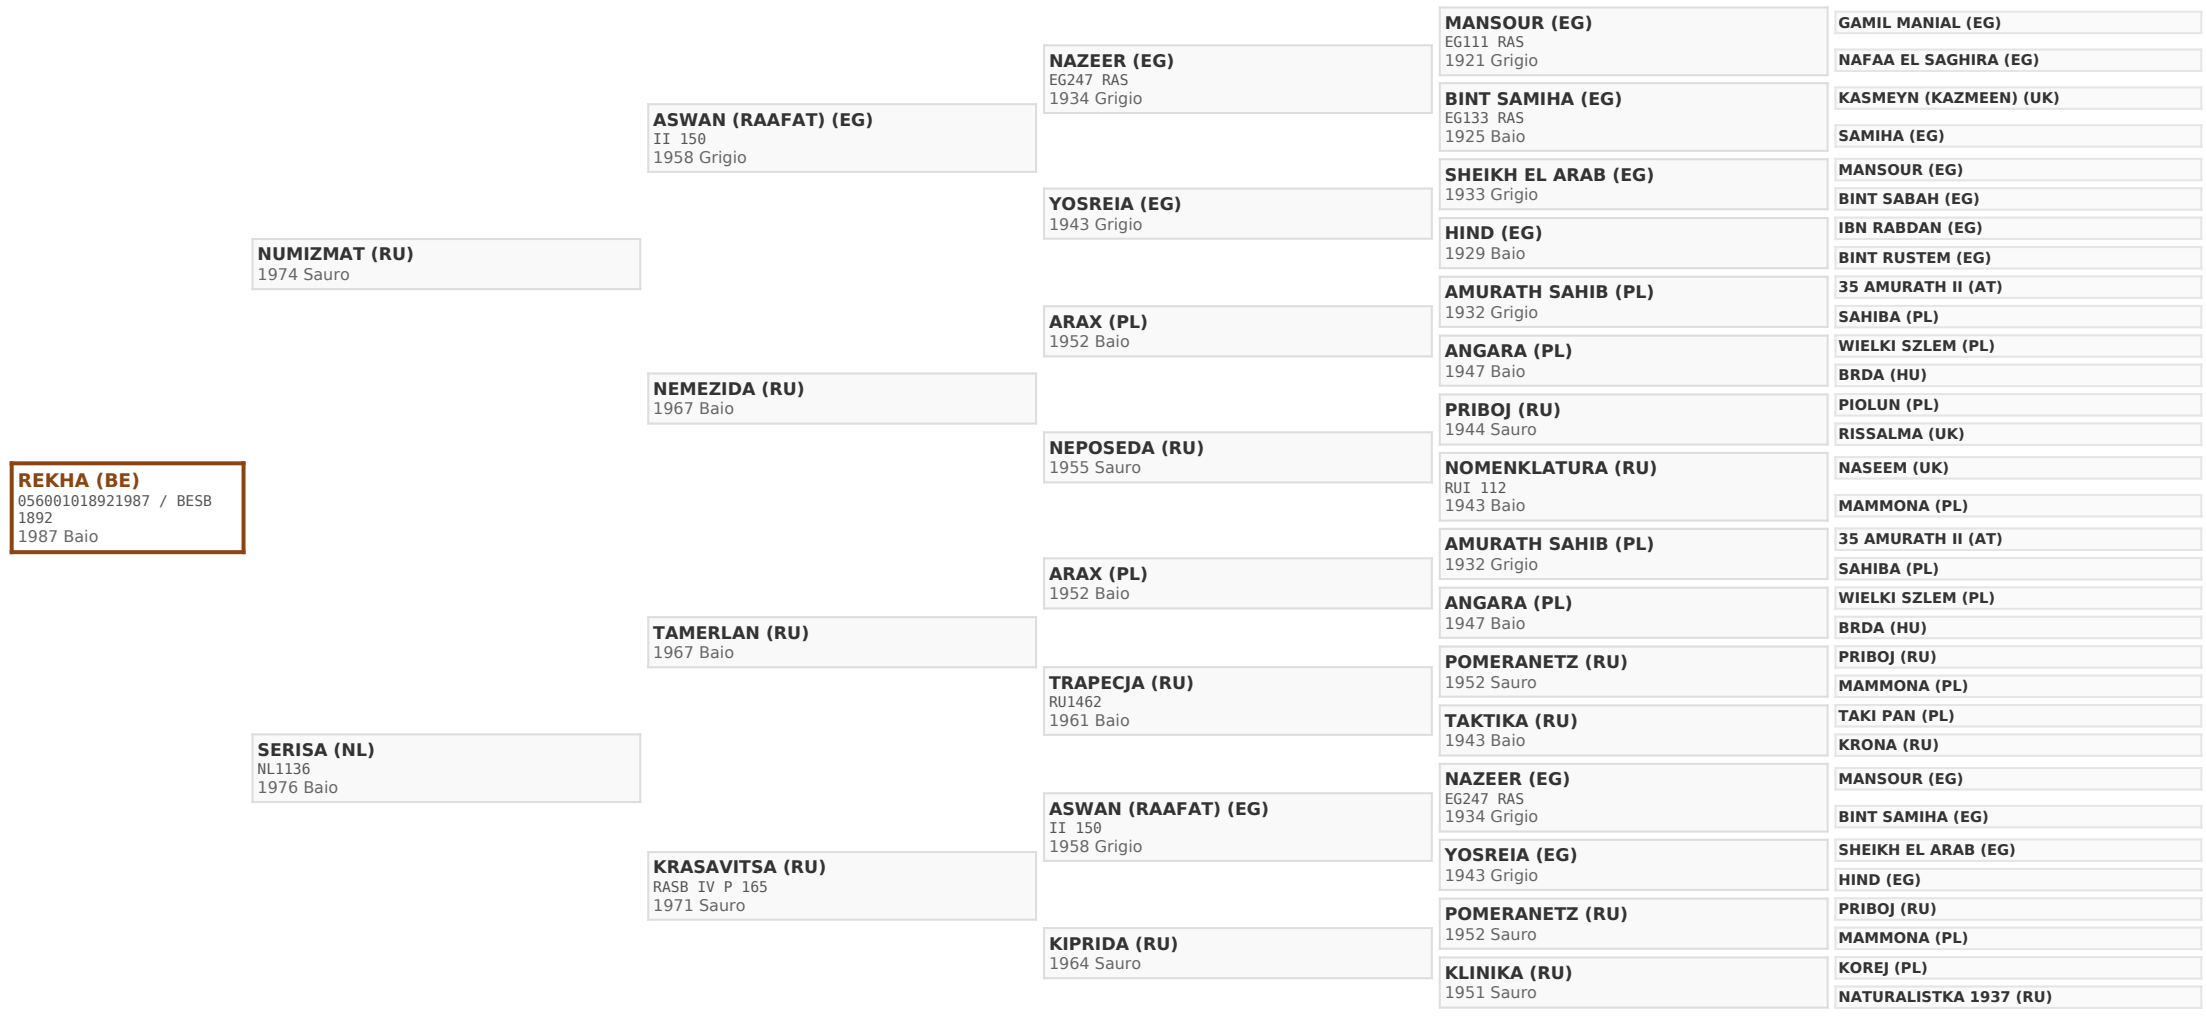 REKHA (BE)
056001018921987 / BESB
1892
1987 Baio
NUMIZMAT (RU)
1974 Sauro
SERISA (NL)
NL1136
1976 Baio
ASWAN (RAAFAT) (EG)
II 150
1958 Grigio
NEMEZIDA (RU)
1967 Baio
TAMERLAN (RU)
1967 Baio
KRASAVITSA (RU)
RASB IV P 165
1971 Sauro
NAZEER (EG)
EG247 RAS
1934 Grigio
YOSREIA (EG)
1943 Grigio
ARAX (PL)
1952 Baio
NEPOSEDA (RU)
1955 Sauro
ARAX (PL)
1952 Baio
TRAPECJA (RU)
RU1462
1961 Baio
ASWAN (RAAFAT) (EG)
II 150
1958 Grigio
KIPRIDA (RU)
1964 Sauro
MANSOUR (EG)
EG111 RAS
1921 Grigio
BINT SAMIHA (EG)
EG133 RAS
1925 Baio
SHEIKH EL ARAB (EG)
1933 Grigio
HIND (EG)
1929 Baio
AMURATH SAHIB (PL)
1932 Grigio
ANGARA (PL)
1947 Baio
PRIBOJ (RU)
1944 Sauro
NOMENKLATURA (RU)
RUI 112
1943 Baio
AMURATH SAHIB (PL)
1932 Grigio
ANGARA (PL)
1947 Baio
POMERANETZ (RU)
1952 Sauro
TAKTIKA (RU)
1943 Baio
NAZEER (EG)
EG247 RAS
1934 Grigio
YOSREIA (EG)
1943 Grigio
POMERANETZ (RU)
1952 Sauro
KLINIKA (RU)
1951 Sauro
GAMIL MANIAL (EG)
NAFAA EL SAGHIRA (EG)
KASMEYN (KAZMEEN) (UK)
SAMIHA (EG)
MANSOUR (EG)
BINT SABAH (EG)
IBN RABDAN (EG)
BINT RUSTEM (EG)
35 AMURATH II (AT)
SAHIBA (PL)
WIELKI SZLEM (PL)
BRDA (HU)
PIOLUN (PL)
RISSALMA (UK)
NASEEM (UK)
MAMMONA (PL)
35 AMURATH II (AT)
SAHIBA (PL)
WIELKI SZLEM (PL)
BRDA (HU)
PRIBOJ (RU)
MAMMONA (PL)
TAKI PAN (PL)
KRONA (RU)
MANSOUR (EG)
BINT SAMIHA (EG)
SHEIKH EL ARAB (EG)
HIND (EG)
PRIBOJ (RU)
MAMMONA (PL)
KOREJ (PL)
NATURALISTKA 1937 (RU)